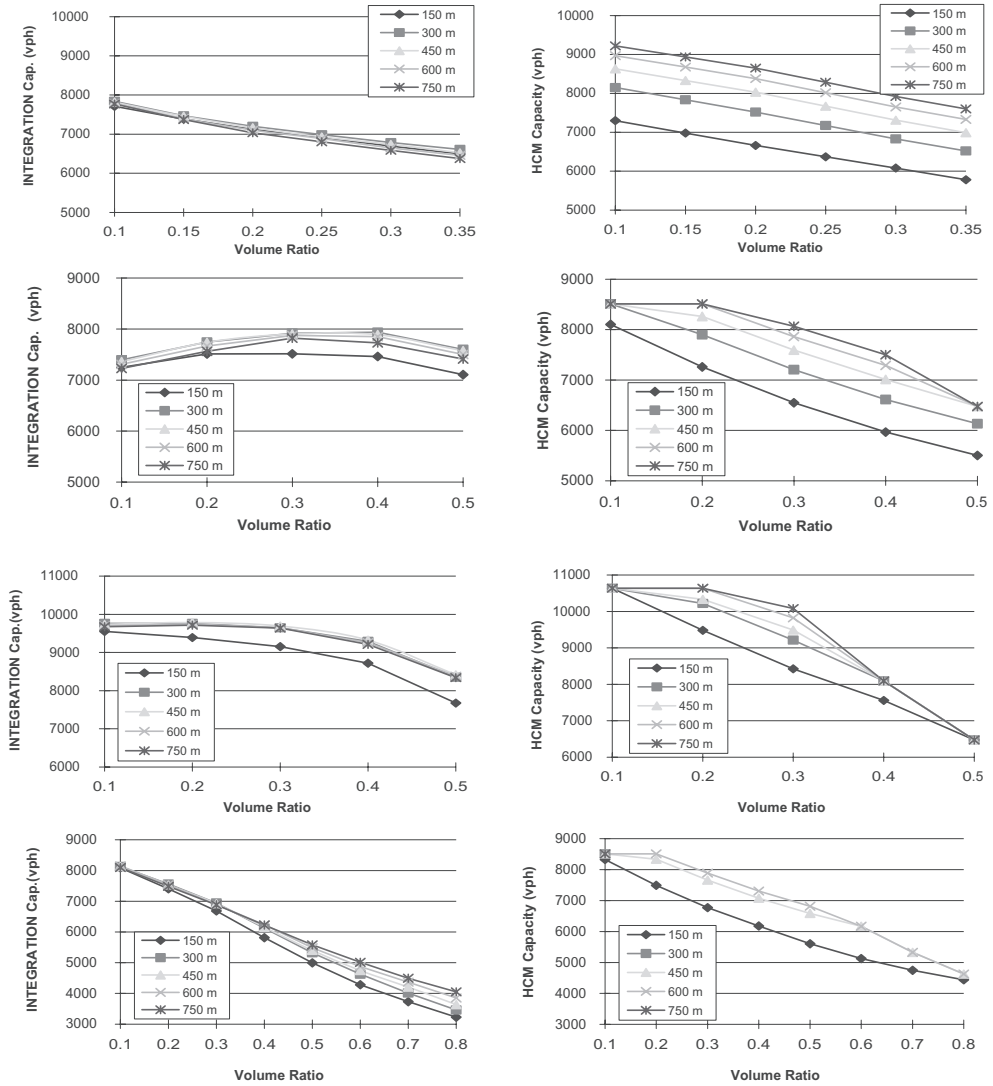 INTEGRATION Cap. (vph)
10000
9000
8000
7000
6000
5000
0.1 0.15 0.2 0.25 0.3 0.35
Volume Ratio
150 m
300 m
450 m
600 m
750 m
HCM Capacity (vph)
10000
9000
8000
7000
6000
5000
0.1 0.15 0.2 0.25 0.3 0.35
Volume Ratio
150 m
300 m
450 m
600 m
750 m
INTEGRATION Cap. (vph)
9000
8000
7000
6000
5000
0.1 0.2 0.3 0.4 0.5
Volume Ratio
150 m
300 m
450 m
600 m
750 m
HCM Capacity (vph)
9000
8000
7000
6000
5000
0.1 0.2 0.3 0.4 0.5
Volume Ratio
150 m
300 m
450 m
600 m
750 m
INTEGRATION Cap.(vph)
11000
10000
9000
8000
7000
6000
0.1 0.2 0.3 0.4 0.5
Volume Ratio
150 m
300 m
450 m
600 m
750 m
HCM Capacity (vph)
11000
10000
9000
8000
7000
6000
0.1 0.2 0.3 0.4 0.5
Volume Ratio
150 m
300 m
450 m
600 m
750 m
INTEGRATION Cap.(vph)
9000
8000
7000
6000
5000
4000
3000
0.1 0.2 0.3 0.4 0.5 0.6 0.7 0.8
Volume Ratio
150 m
300 m
450 m
600 m
750 m
HCM Capacity (vph)
9000
8000
7000
6000
5000
4000
3000
0.1 0.2 0.3 0.4 0.5 0.6 0.7 0.8
Volume Ratio
150 m
300 m
450 m
600 m
750 m